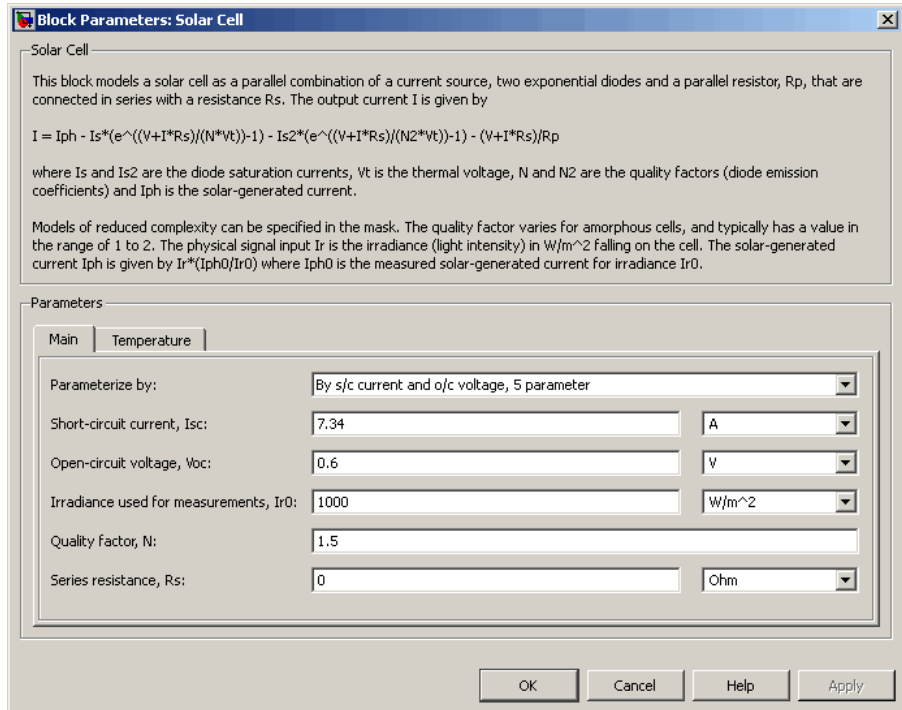 Block Parameters: Solar Cell
Solar Cell
This block models a solar cell as a parallel combination of a current source, two exponential diodes and a parallel resistor, Rp, that are
connected in series with a resistance Rs. The output current I is given by
I = Iph - Is*(e^((V+I*Rs)/(N*Vt))-1) - Is2*(e^((V+I*Rs)/(N2*Vt))-1) - (V+I*Rs)/Rp
where Is and Is2 are the diode saturation currents, Vt is the thermal voltage, N and N2 are the quality factors (diode emission
coefficients) and Iph is the solar-generated current.
Models of reduced complexity can be specified in the mask. The quality factor varies for amorphous cells, and typically has a value in
the range of 1 to 2. The physical signal input Ir is the irradiance (light intensity) in W/m^2 falling on the cell. The solar-generated
current Iph is given by Ir*(Iph0/Ir0) where Iph0 is the measured solar-generated current for irradiance Ir0.
Parameters
Main Temperature
Parameterize by: By s/c current and o/c voltage, 5 parameter
Short-circuit current, Isc: 7.34 A
Open-circuit voltage, Voc: 0.6 V
Irradiance used for measurements, Ir0: 1000 W/m^2
Quality factor, N: 1.5
Series resistance, Rs: 0 Ohm
OK Cancel Help Apply